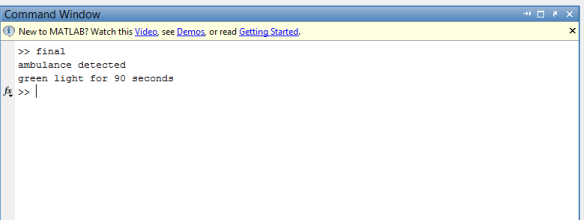 Command Window
New to MATLAB? Watch this Video, see Demos, or read Getting Started.
>> final
ambulance detected
green light for 90 seconds
fx >>